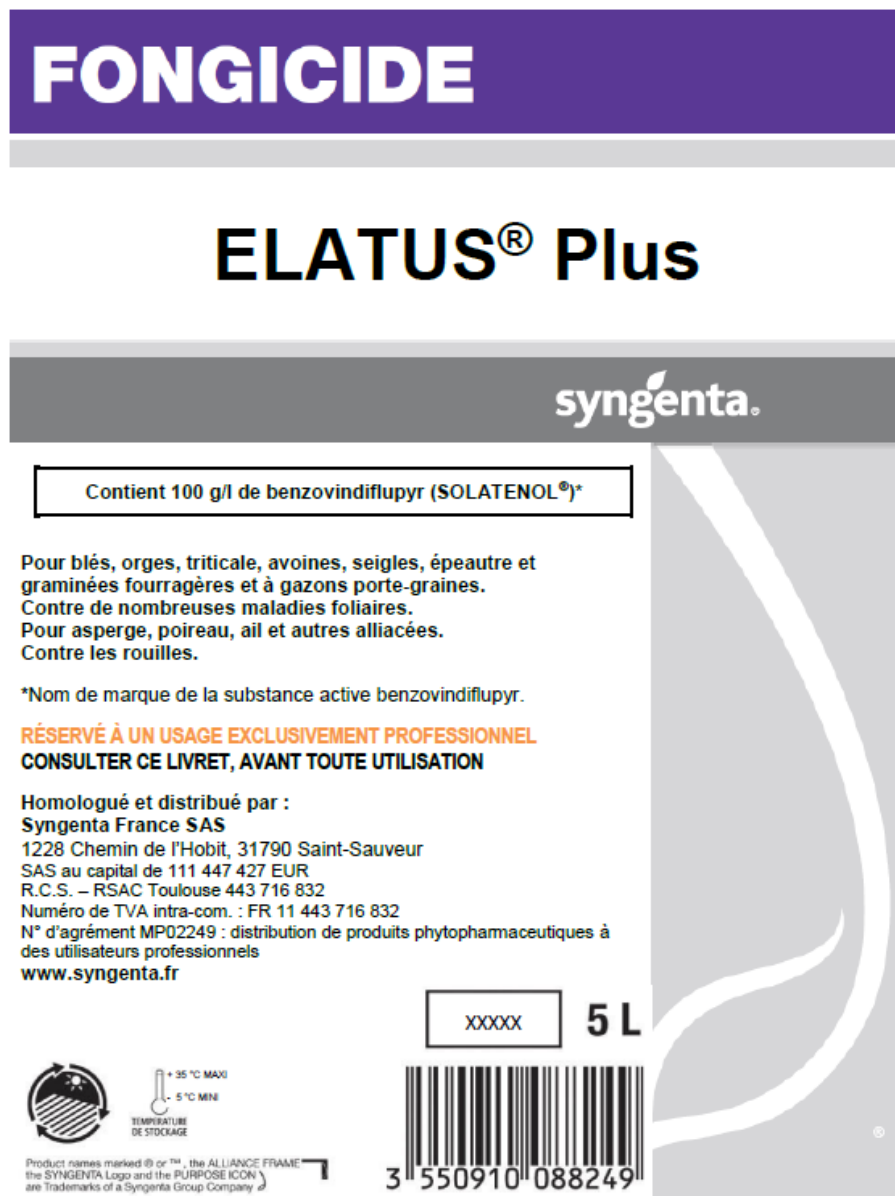 FONGICIDE
ELATUS® Plus
syngenta®
Contient 100 g/l de benzovindiflupyr (SOLATENOL®)*
Pour blés, orges, triticale, avoines, seigles, épeautre et
graminées fourragères et à gazons porte-graines.
Contre de nombreuses maladies foliaires.
Pour asperge, poireau, ail et autres alliacées.
Contre les rouilles.
*Nom de marque de la substance active benzovindiflupyr.
RÉSERVÉ À UN USAGE EXCLUSIVEMENT PROFESSIONNEL
CONSULTER CE LIVRET, AVANT TOUTE UTILISATION
Homologué et distribué par :
Syngenta France SAS
1228 Chemin de l'Hobit, 31790 Saint-Sauveur
SAS au capital de 111 447 427 EUR
R.C.S. – RSAC Toulouse 443 716 832
Numéro de TVA intra-com. : FR 11 443 716 832
N° d'agrément MP02249 : distribution de produits phytopharmaceutiques à
des utilisateurs professionnels
www.syngenta.fr
XXXXX
5 L
+ 35 °C MAXI
- 5 °C MINI
TEMPERATURE
DE STOCKAGE
Product names marked ® or ™, the ALLIANCE FRAME
the SYNGENTA Logo and the PURPOSE ICON
are Trademarks of a Syngenta Group Company
3 550910 088249
®